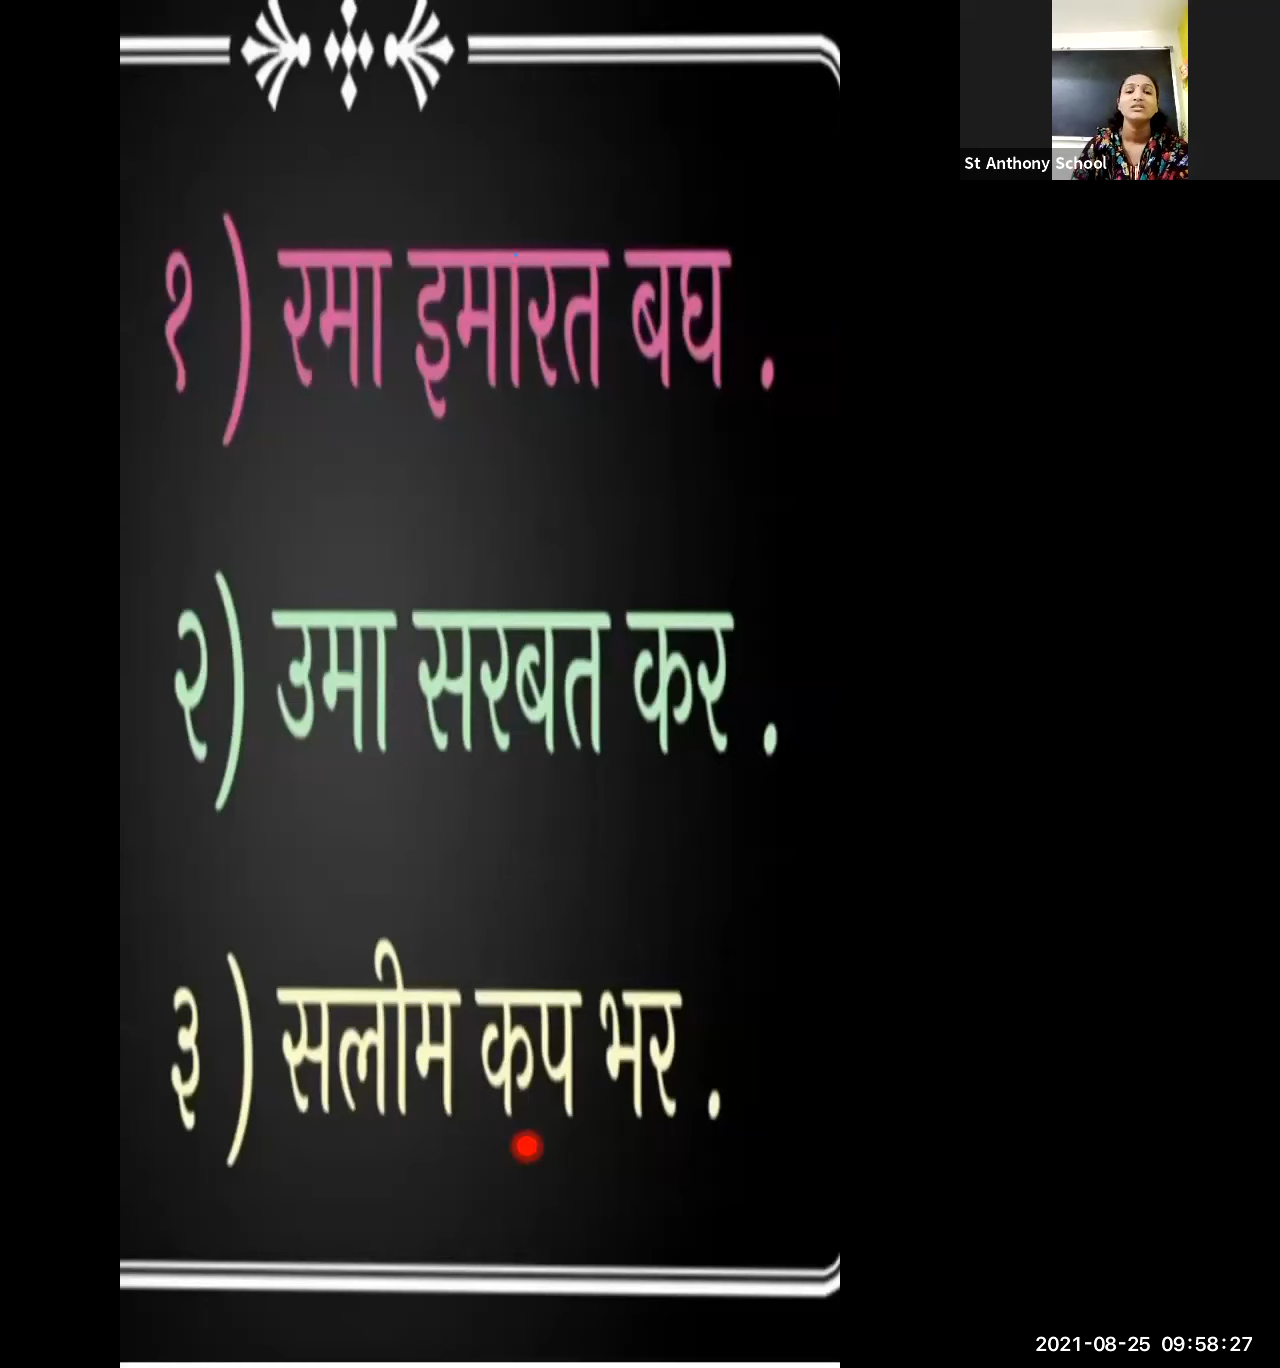 St Anthony School
१ ) रमा इमारत बघ .
२) उमा सरबत कर .
३ ) सलीम कप भर .
2021-08-25 09:58:27